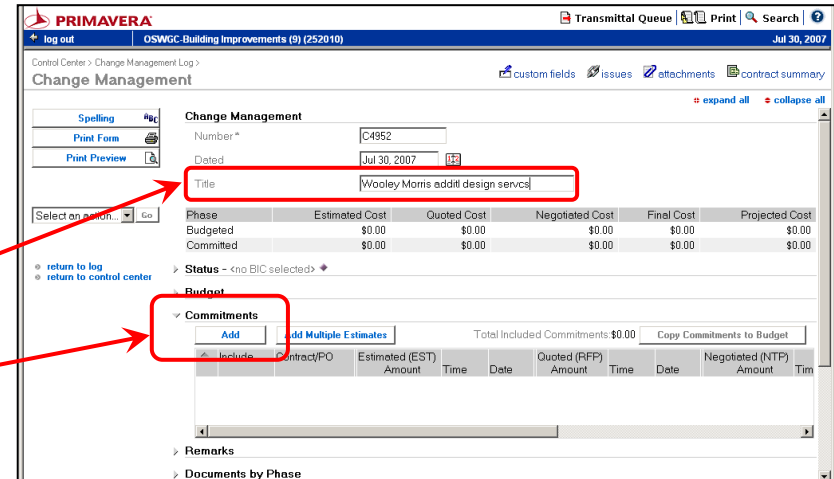 PRIMAVERA Transmittal Queue Print Search ?
log out OSWGC-Building Improvements (9) (252010) Jul 30, 2007
Control Center > Change Management Log >
Change Management custom fields issues attachments contract summary
expand all collapse all
Spelling ABC Change Management
Print Form Number* C4952
Print Preview Dated Jul 30, 2007
Title Wooley Morris additl design servcs
Select an action... Go Phase Estimated Cost Quoted Cost Negotiated Cost Final Cost Projected Cost
Budgeted $0.00 $0.00 $0.00 $0.00 $0.00
Committed $0.00 $0.00 $0.00 $0.00 $0.00
return to log Status - <no BIC selected>
return to control center
Budget
Commitments
Add Add Multiple Estimates Total Included Commitments:$0.00 Copy Commitments to Budget
Include Contract/PO Estimated (EST) Quoted (RFP) Negotiated (NTP)
Amount Time Date Amount Time Date Amount Tim
Remarks
Documents by Phase